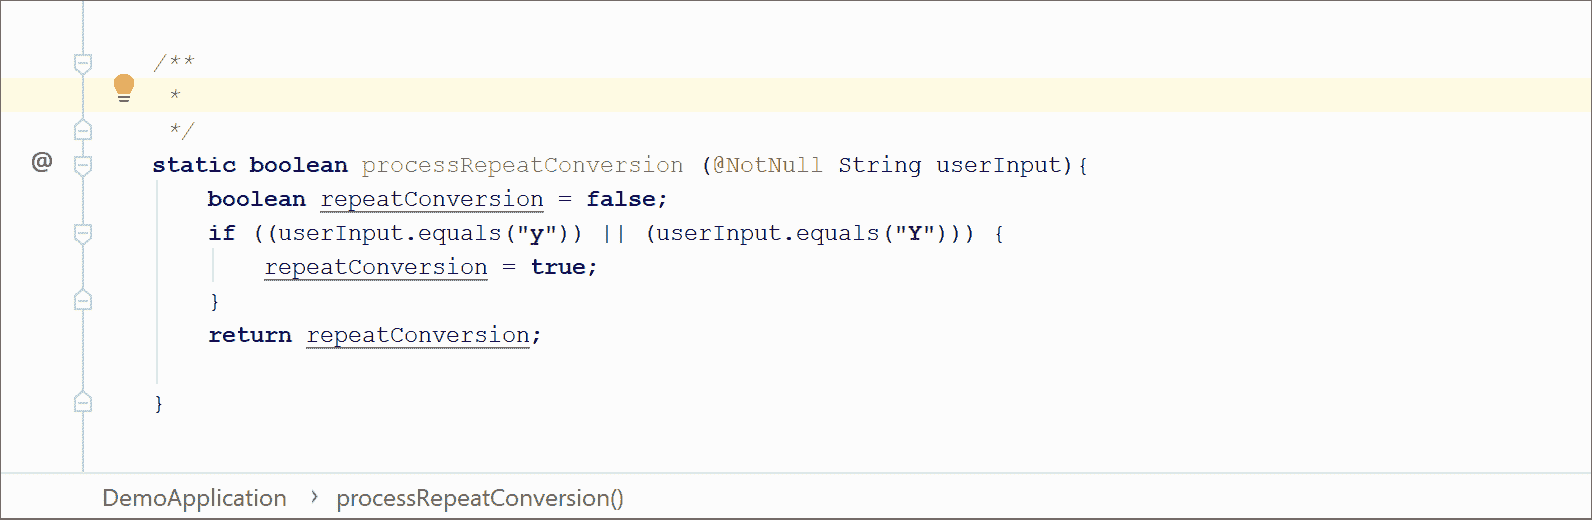 /**
*
*/
@ static boolean processRepeatConversion (@NotNull String userInput){
boolean repeatConversion = false;
if ((userInput.equals("y")) || (userInput.equals("Y"))) {
repeatConversion = true;
}
return repeatConversion;
}
DemoApplication › processRepeatConversion()